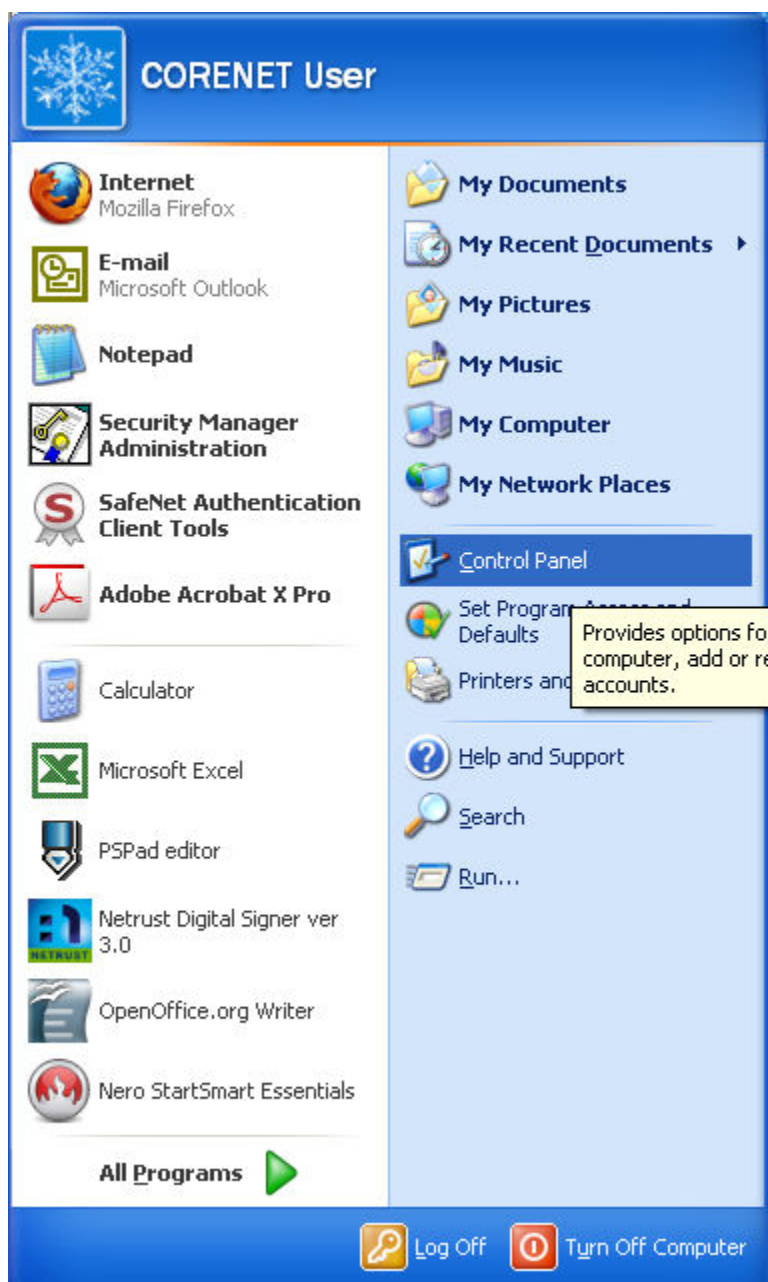 CORENET User
Internet
Mozilla Firefox
E-mail
Microsoft Outlook
Notepad
Security Manager
Administration
SafeNet Authentication
Client Tools
Adobe Acrobat X Pro
Calculator
Microsoft Excel
PSPad editor
NETRUST
Netrust Digital Signer ver
3.0
OpenOffice.org Writer
Nero StartSmart Essentials
All Programs
My Documents
My Recent Documents
My Pictures
My Music
My Computer
My Network Places
Control Panel
Set Program
Defaults
Provides options fo
computer, add or re
accounts.
Printers and
Help and Support
Search
Run...
Log Off
Turn Off Computer